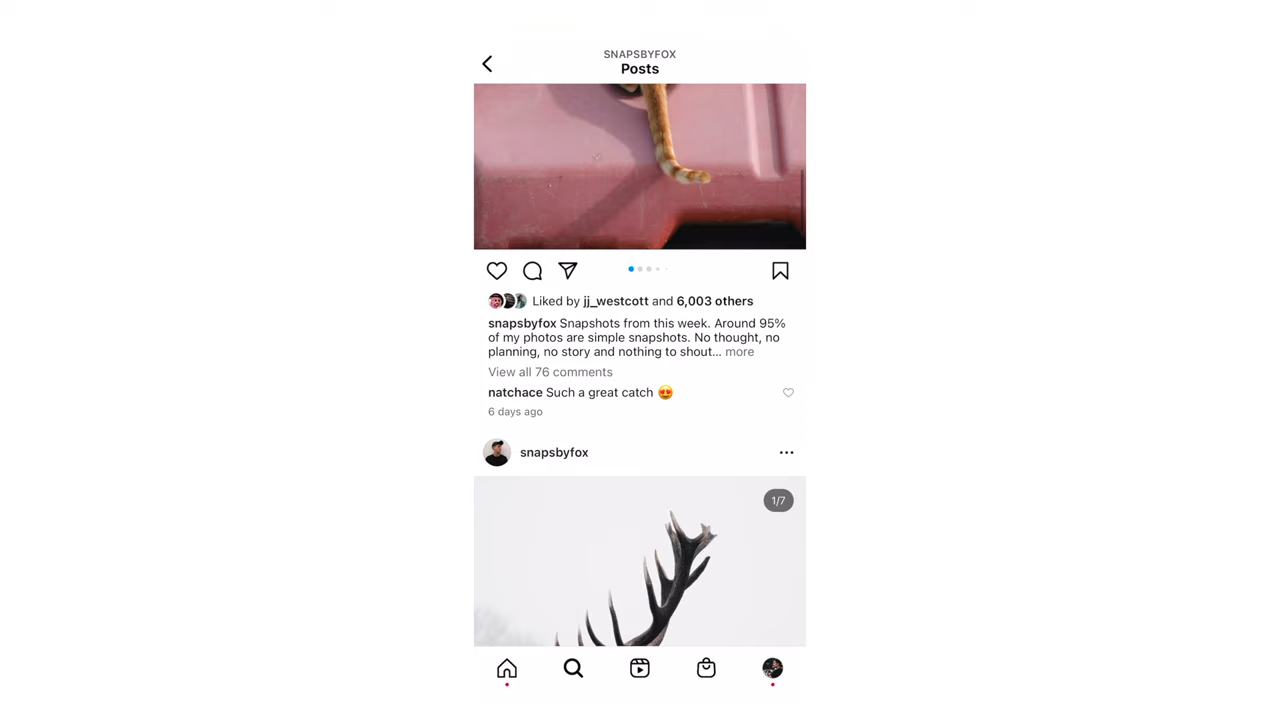 SNAPSBYFOX
Posts
Liked by jj_westcott and 6,003 others
snapsbyfox Snapshots from this week. Around 95%
of my photos are simple snapshots. No thought, no
planning, no story and nothing to shout... more
View all 76 comments
natchace Such a great catch 😍
6 days ago
snapsbyfox
1/7